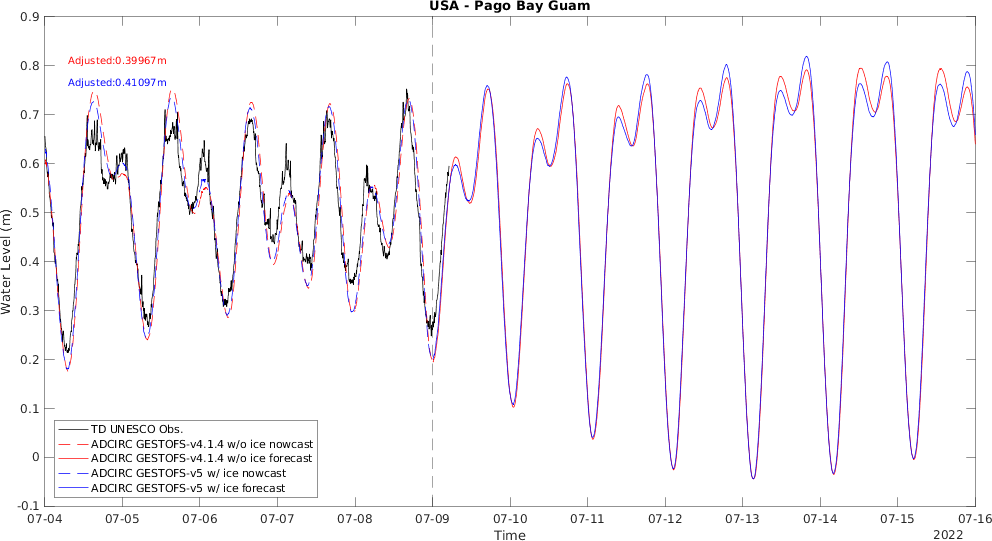 USA - Pago Bay Guam
Adjusted:0.39967m
Adjusted:0.41097m
Water Level (m)
0.9
0.8
0.7
0.6
0.5
0.4
0.3
0.2
0.1
0
-0.1
TD UNESCO Obs.
ADCIRC GESTOFS-v4.1.4 w/o ice nowcast
ADCIRC GESTOFS-v4.1.4 w/o ice forecast
ADCIRC GESTOFS-v5 w/ ice nowcast
ADCIRC GESTOFS-v5 w/ ice forecast
07-04 07-05 07-06 07-07 07-08 07-09 07-10 07-11 07-12 07-13 07-14 07-15 07-16
Time
2022